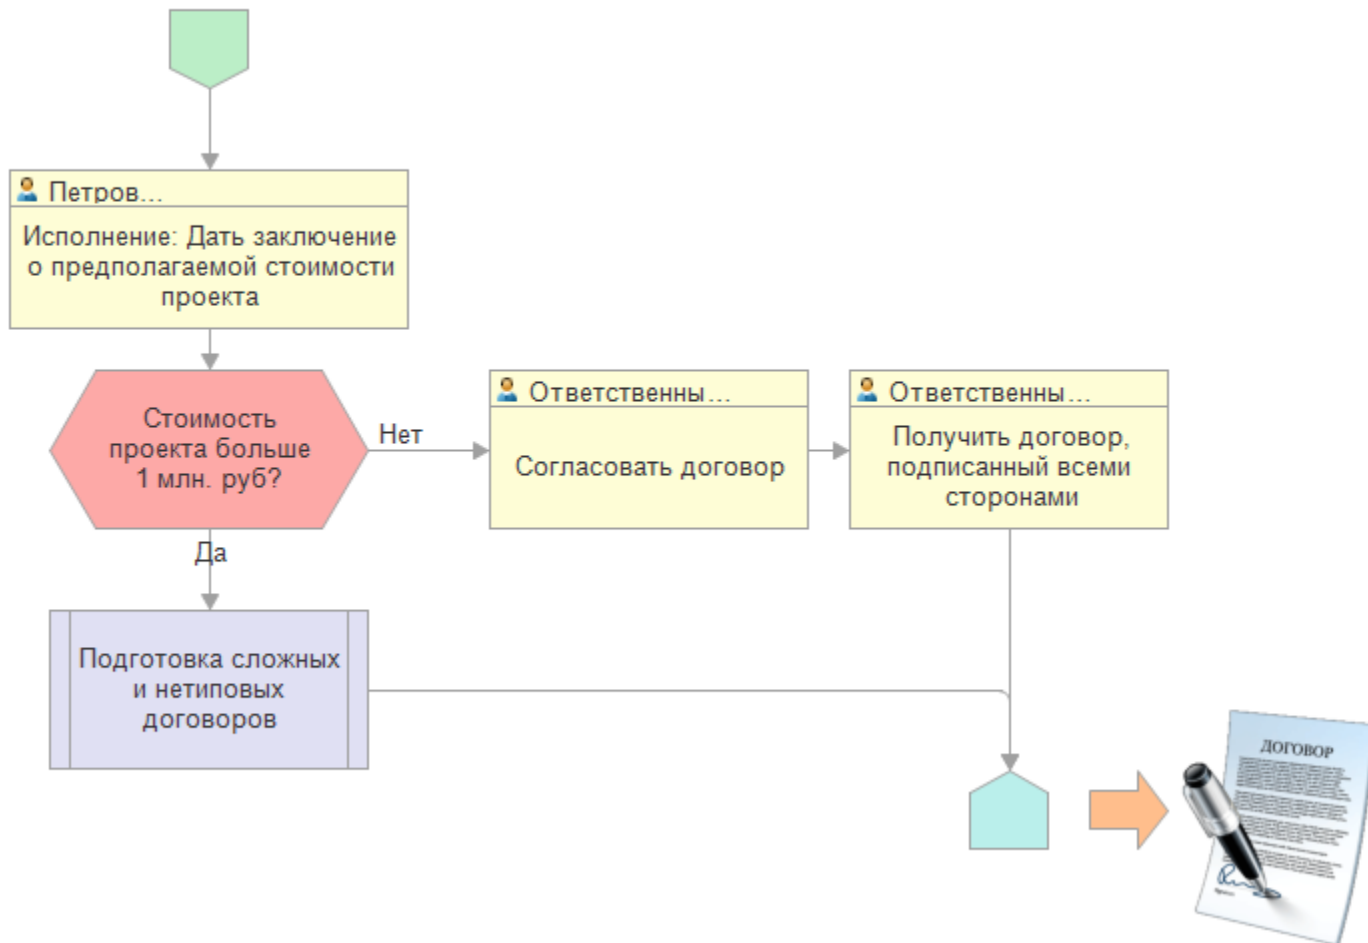 Петров...
Исполнение: Дать заключение
о предполагаемой стоимости
проекта
Стоимость
проекта больше
1 млн. руб?
Нет
Ответственны...
Согласовать договор
Ответственны...
Получить договор,
подписанный всеми
сторонами
Да
Подготовка сложных
и нетиповых
договоров
ДОГОВОР